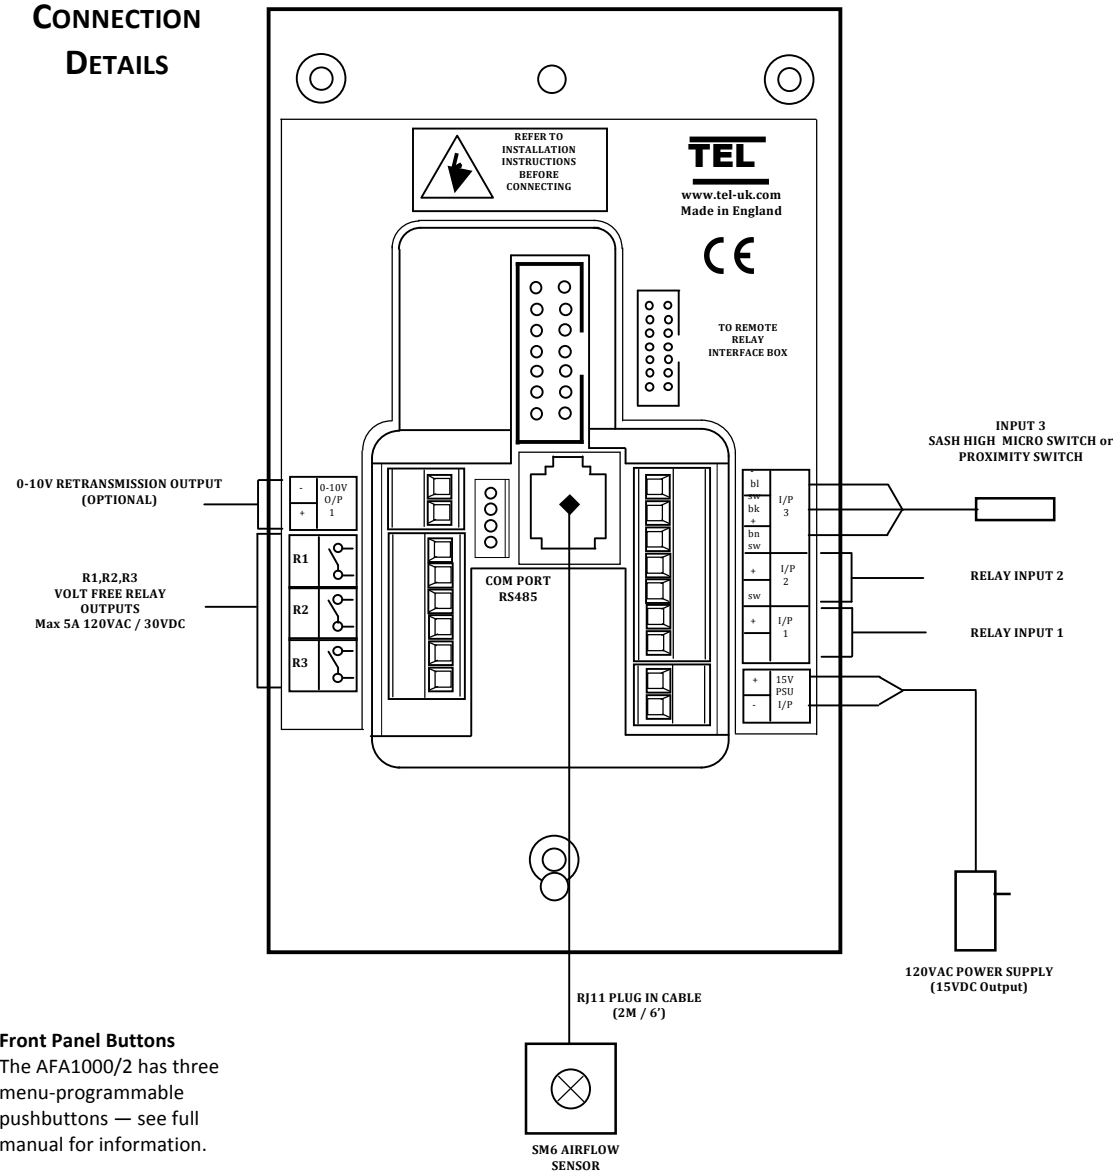 CONNECTION
DETAILS
REFER TO
INSTALLATION
INSTRUCTIONS
BEFORE
CONNECTING
TEL
www.tel-uk.com
Made in England
CE
TO REMOTE
RELAY
INTERFACE BOX
INPUT 3
SASH HIGH MICRO SWITCH or
PROXIMITY SWITCH
0-10V RETRANSMISSION OUTPUT
(OPTIONAL)
- 0-10V
O/P
+ 1
R1
R2
R3
R1,R2,R3
VOLT FREE RELAY
OUTPUTS
Max 5A 120VAC / 30VDC
COM PORT
RS485
-
bl
sw
bk
+
bn
sw
I/P
3
+
sw
I/P
2
+
I/P
1
+ 15V
PSU
- I/P
RELAY INPUT 2
RELAY INPUT 1
120VAC POWER SUPPLY
(15VDC Output)
RJ11 PLUG IN CABLE
(2M / 6')
SM6 AIRFLOW
SENSOR
Front Panel Buttons
The AFA1000/2 has three
menu-programmable
pushbuttons — see full
manual for information.